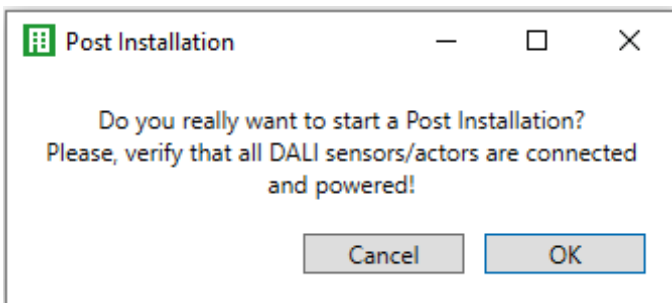 Post Installation
Do you really want to start a Post Installation?
Please, verify that all DALI sensors/actors are connected
and powered!
Cancel OK